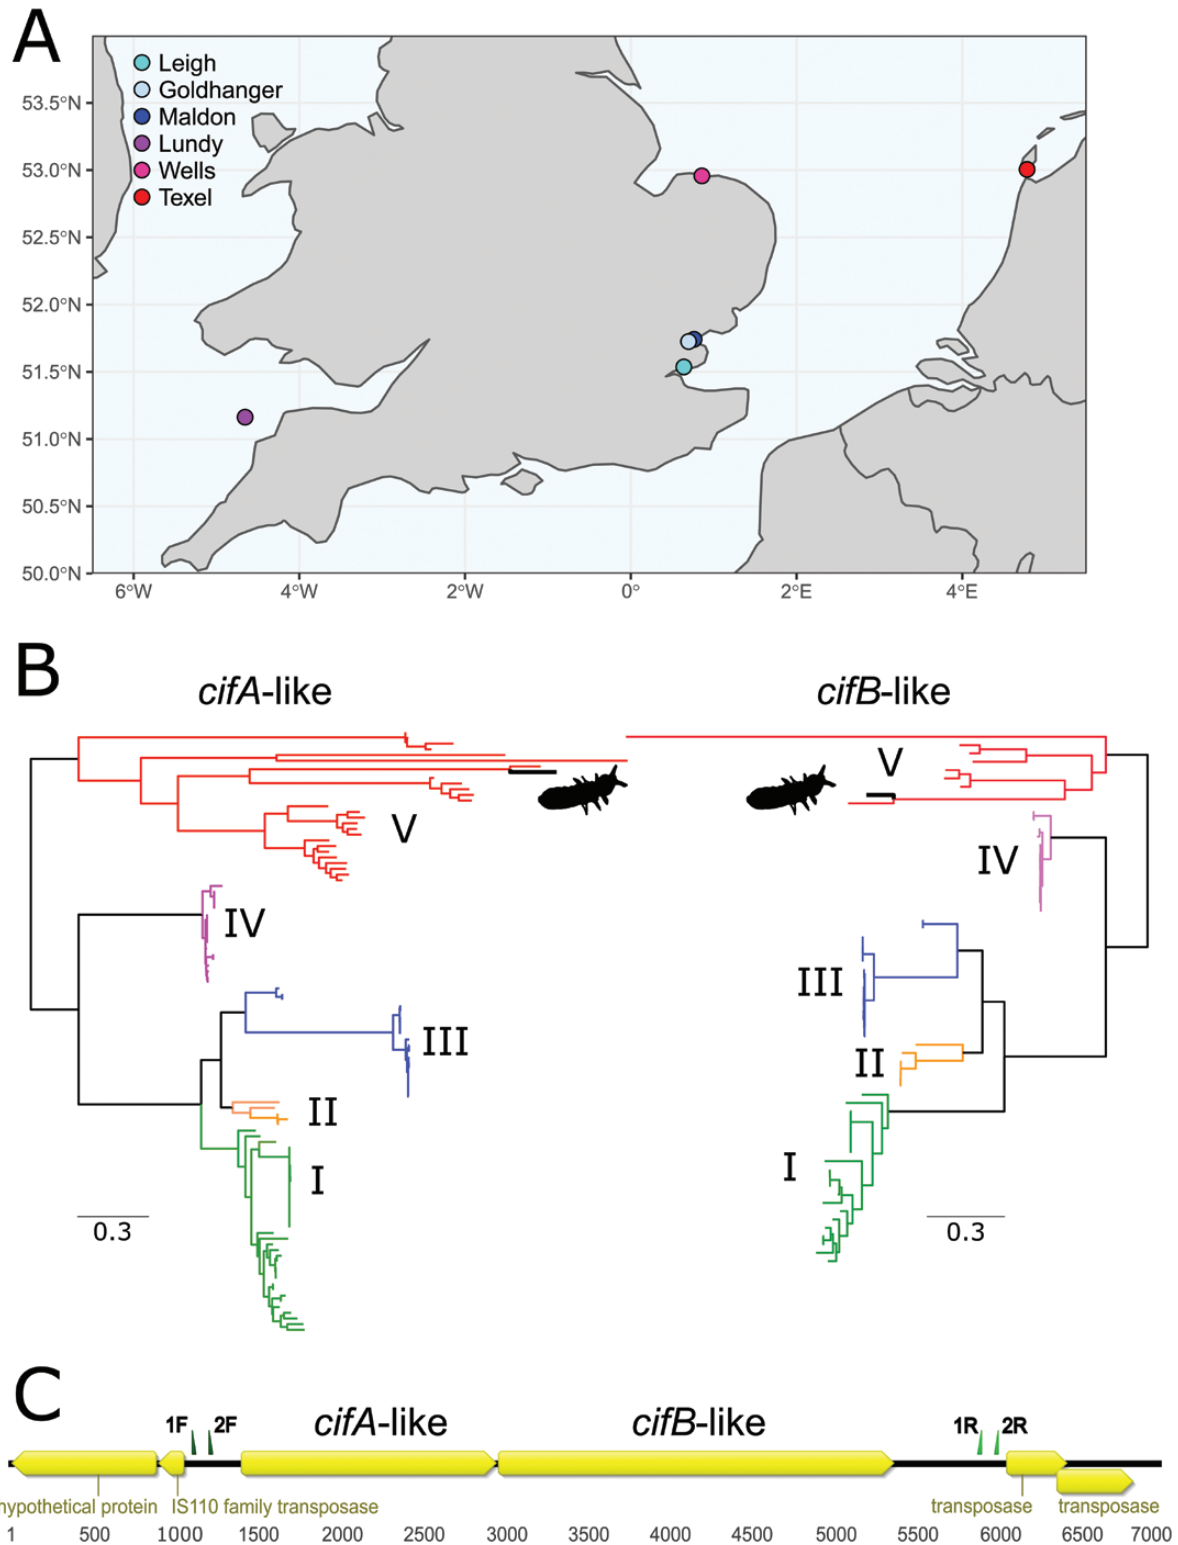 A
Leigh
Goldhanger
Maldon
Lundy
Wells
Texel
53.5°N
53.0°N
52.5°N
52.0°N
51.5°N
51.0°N
50.5°N
50.0°N
6°W 4°W 2°W 0° 2°E 4°E
B
cifA-like cifB-like
V
V
IV
IV
III
III
II
II
I
I
0.3 0.3
C
1F 2F cifA-like cifB-like 1R 2R
hypothetical protein IS110 family transposase transposase transposase
1 500 1000 1500 2000 2500 3000 3500 4000 4500 5000 5500 6000 6500 7000